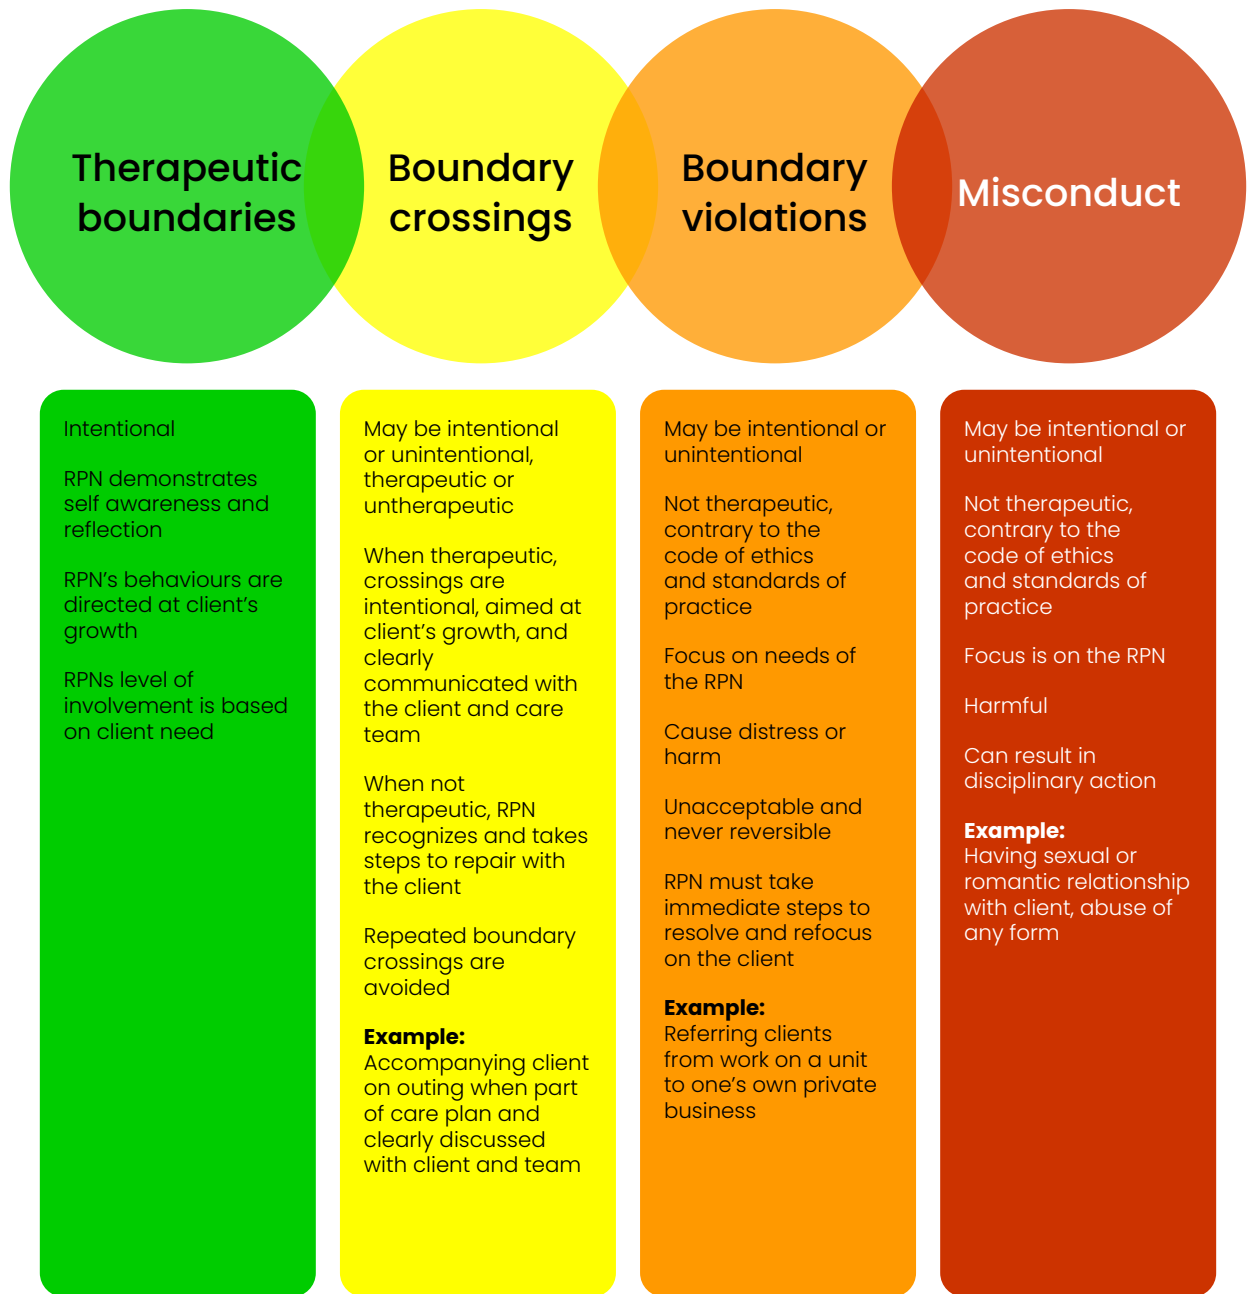 Therapeutic
boundaries
Boundary
crossings
Boundary
violations
Misconduct
Intentional
RPN demonstrates
self awareness and
reflection
RPN's behaviours are
directed at client's
growth
RPNs level of
involvement is based
on client need
May be intentional
or unintentional,
therapeutic or
untherapeutic
When therapeutic,
crossings are
intentional, aimed at
client's growth, and
clearly
communicated with
the client and care
team
When not
therapeutic, RPN
recognizes and takes
steps to repair with
the client
Repeated boundary
crossings are
avoided
Example:
Accompanying client
on outing when part
of care plan and
clearly discussed
with client and team
May be intentional or
unintentional
Not therapeutic,
contrary to the
code of ethics
and standards of
practice
Focus on needs of
the RPN
Cause distress or
harm
Unacceptable and
never reversible
RPN must take
immediate steps to
resolve and refocus
on the client
Example:
Referring clients
from work on a unit
to one's own private
business
May be intentional or
unintentional
Not therapeutic,
contrary to the
code of ethics
and standards of
practice
Focus is on the RPN
Harmful
Can result in
disciplinary action
Example:
Having sexual or
romantic relationship
with client, abuse of
any form